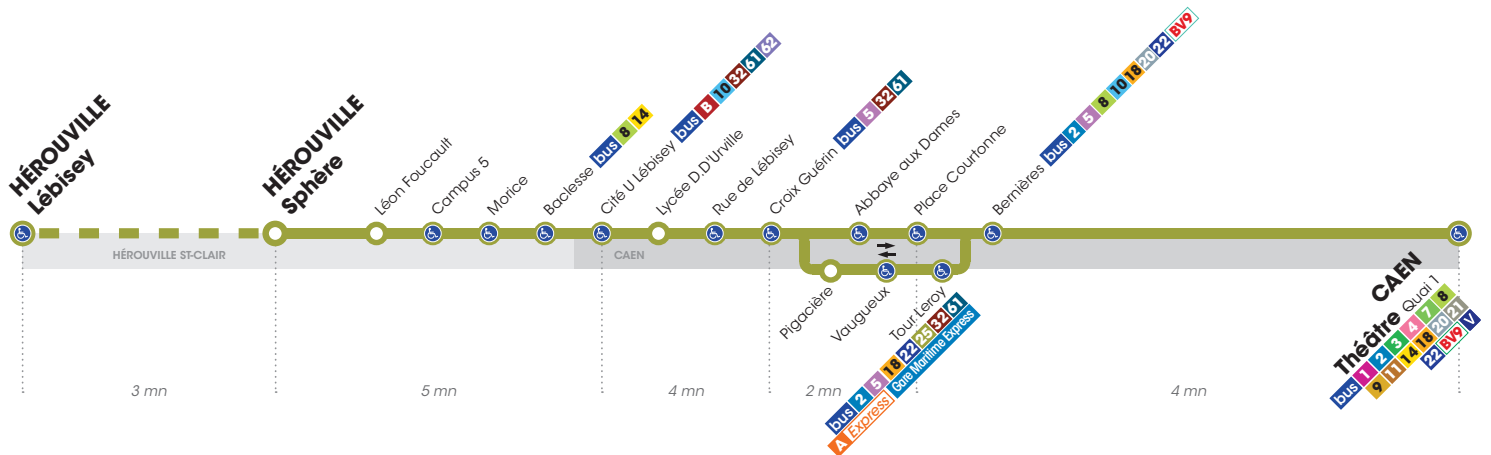 HÉROUVILLE
Lébisey
HÉROUVILLE
Sphère
Léon Foucault
Campus 5
Morice
Baclesse bus 8 14
Cité U Lébisey bus B 10 32 61 62
Lycée D.D'Urville
Rue de Lébisey
Croix Guérin bus 5 32 61
Abbaye aux Dames
Place Courtonne
Bernières bus 2 5 8 10 18 20 22 BV9
HÉROUVILLE ST-CLAIR
CAEN
Pigacière
Vaugueux
Tour Leroy
bus 2 5 18 22 25 32 61
A Express Gare Maritime Express
CAEN
Théâtre Quai 1
bus 1 2 3 4 7 8
9 11 14 18 20 21
22 BV9 V
3 mn
5 mn
4 mn
2 mn
4 mn